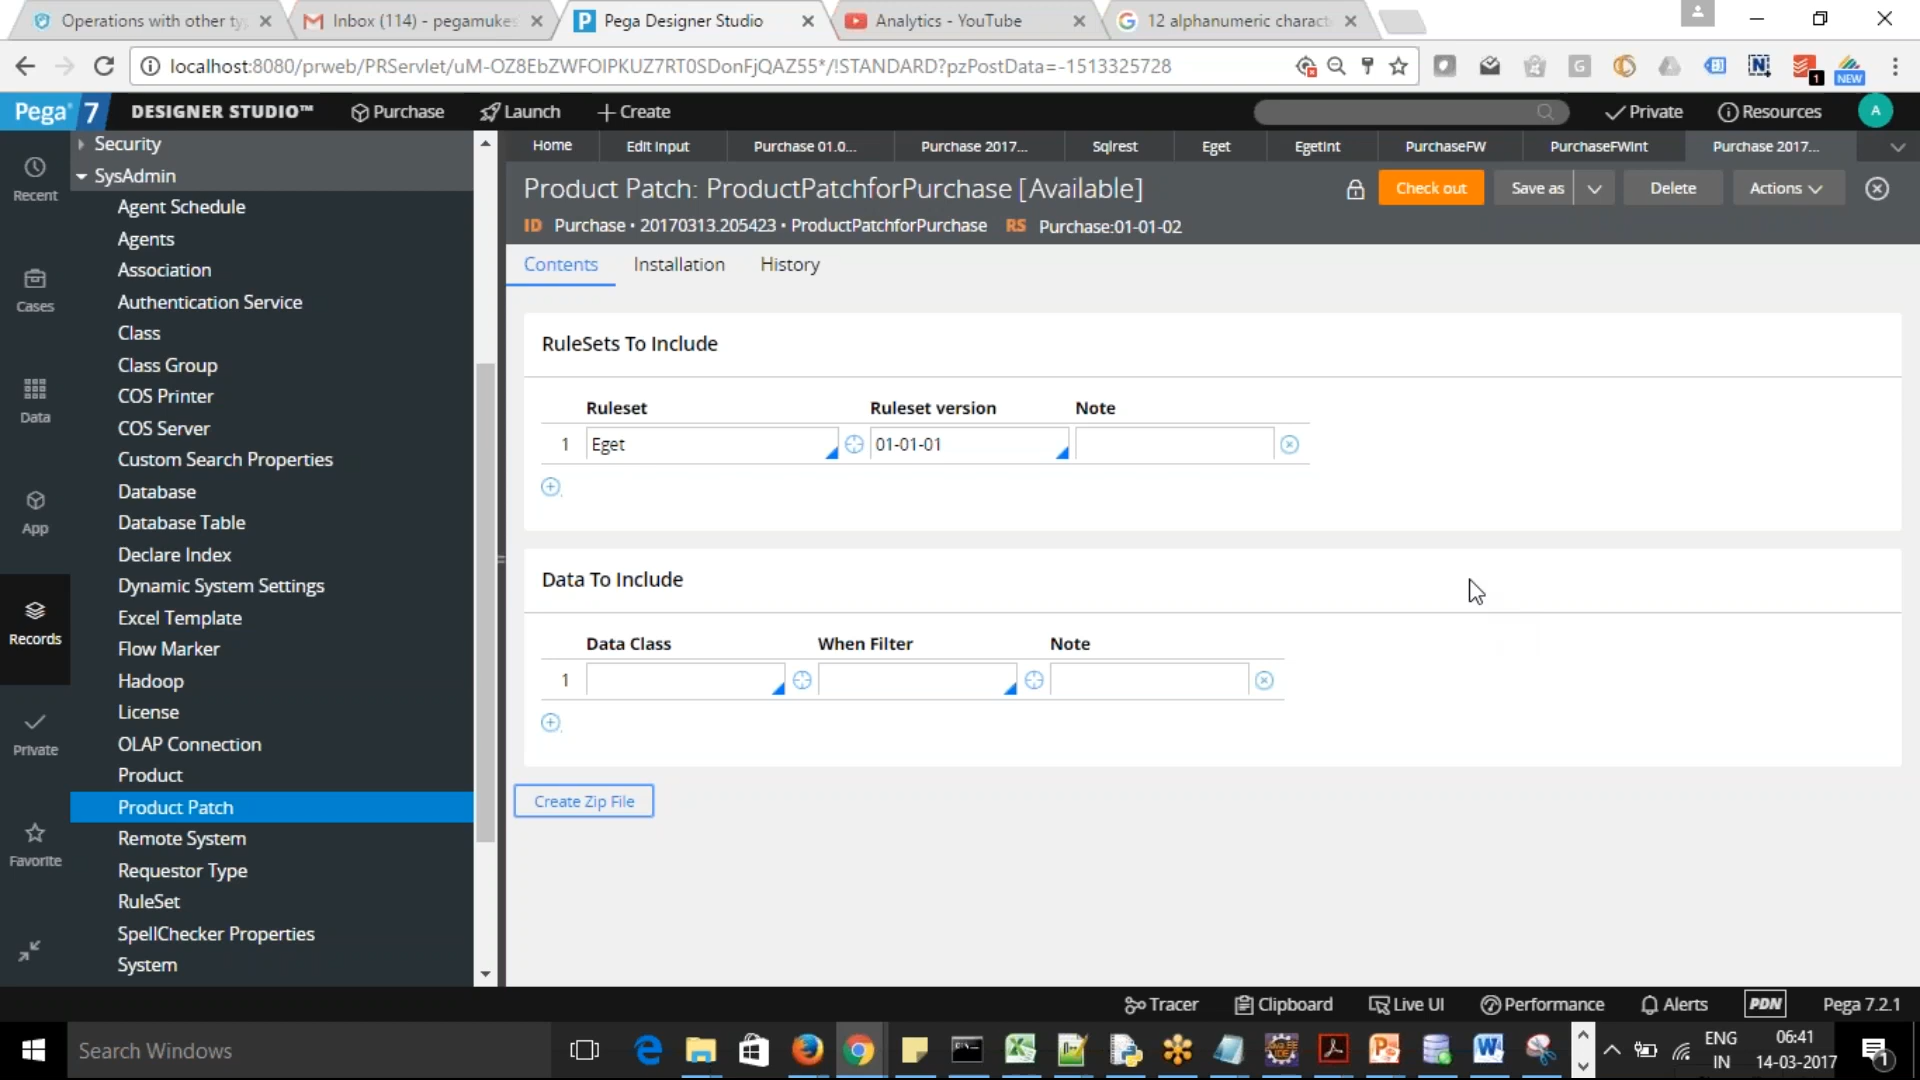 Operations with other ty
Inbox (114) - pegamukes
Pega Designer Studio
Analytics - YouTube
12 alphanumeric charact
localhost:8080/prweb/PRServlet/uM-OZ8EbZWFOIPKUZ7RT0SDonFjQAZ55*/!STANDARD?pzPostData=-1513325728
NEW
Pega 7 DESIGNER STUDIO™ Purchase Launch + Create Private Resources A
Recent
Cases
Data
App
Records
Private
Favorite
Security
SysAdmin
Agent Schedule
Agents
Association
Authentication Service
Class
Class Group
COS Printer
COS Server
Custom Search Properties
Database
Database Table
Declare Index
Dynamic System Settings
Excel Template
Flow Marker
Hadoop
License
OLAP Connection
Product
Product Patch
Remote System
Requestor Type
RuleSet
SpellChecker Properties
System
Home Edit Input Purchase 01.0... Purchase 2017... Sqlrest Eget EgetInt PurchaseFW PurchaseFWInt Purchase 2017...
Product Patch: ProductPatchforPurchase [Available]
Check out Save as Delete Actions
ID Purchase • 20170313.205423 • ProductPatchforPurchase RS Purchase:01-01-02
Contents Installation History
RuleSets To Include
Ruleset Ruleset version Note
1 Eget 01-01-01
Data To Include
Data Class When Filter Note
1
Create Zip File
Tracer Clipboard Live UI Performance Alerts PDN Pega 7.2.1
Search Windows
ENG 06:41
IN 14-03-2017
1